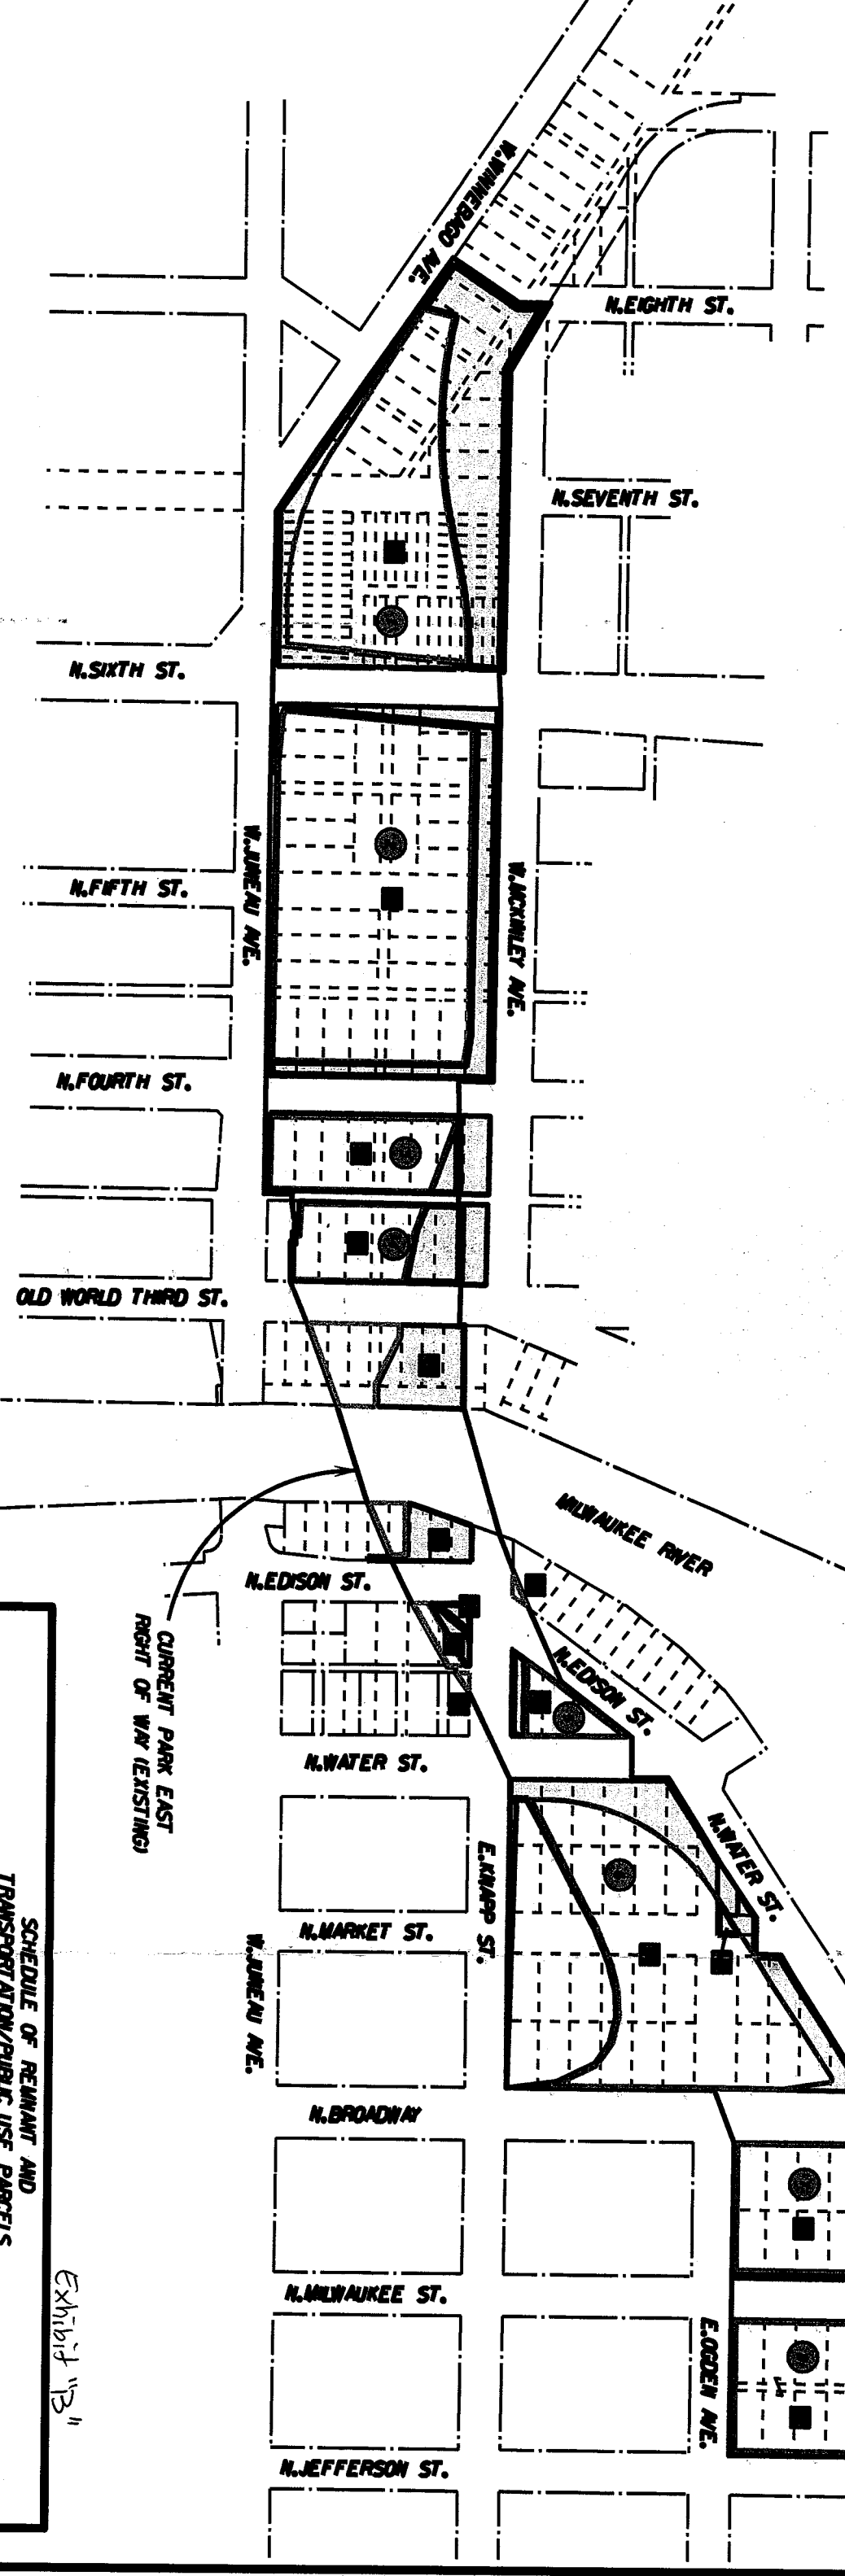 W.WINNEBAGO AVE.
N.EIGHTH ST.
N.SEVENTH ST.
N.SIXTH ST.
W.JUNEAU AVE.
W.MCKINLEY AVE.
N.FIFTH ST.
N.FOURTH ST.
OLD WORLD THIRD ST.
MILWAUKEE RIVER
N.EDISON ST.
N.EDISON ST.
CURRENT PARK EAST
RIGHT OF WAY (EXISTING)
N.WATER ST.
N.WATER ST.
E.KNAPP ST.
N.MARKET ST.
W.JUNEAU AVE.
N.BROADWAY
N.MILWAUKEE ST.
E.OGDEN AVE.
N.JEFFERSON ST.
SCHEDULE OF REMNANT AND
TRANSPORTATION/PUBLIC USE PARCELS
Exhibit "B"